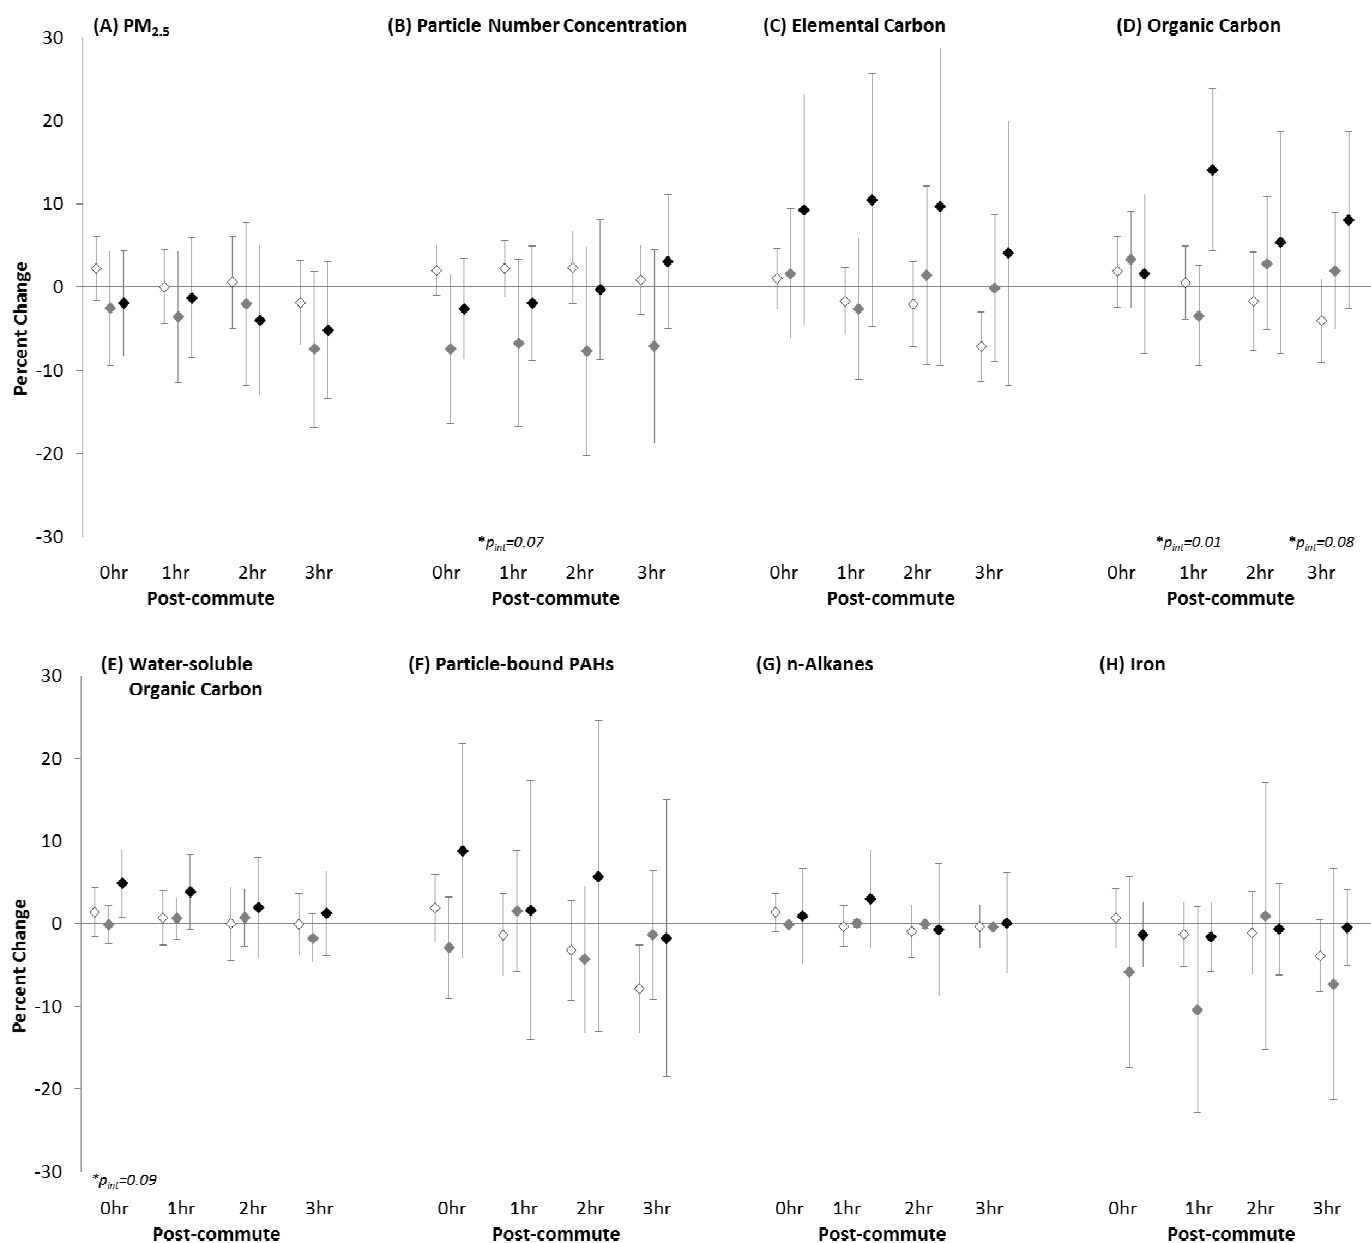 (A) PM2.5 (B) Particle Number Concentration (C) Elemental Carbon (D) Organic Carbon
30
20
10
0
-10
-20
-30
Percent Change
*pint=0.07 *pint=0.01 *pint=0.08
0hr 1hr 2hr 3hr 0hr 1hr 2hr 3hr 0hr 1hr 2hr 3hr 0hr 1hr 2hr 3hr
Post-commute Post-commute Post-commute Post-commute
(E) Water-soluble (F) Particle-bound PAHs (G) n-Alkanes (H) Iron
Organic Carbon
30
20
10
0
-10
-20
-30
Percent Change
*pint=0.09
0hr 1hr 2hr 3hr 0hr 1hr 2hr 3hr 0hr 1hr 2hr 3hr 0hr 1hr 2hr 3hr
Post-commute Post-commute Post-commute Post-commute